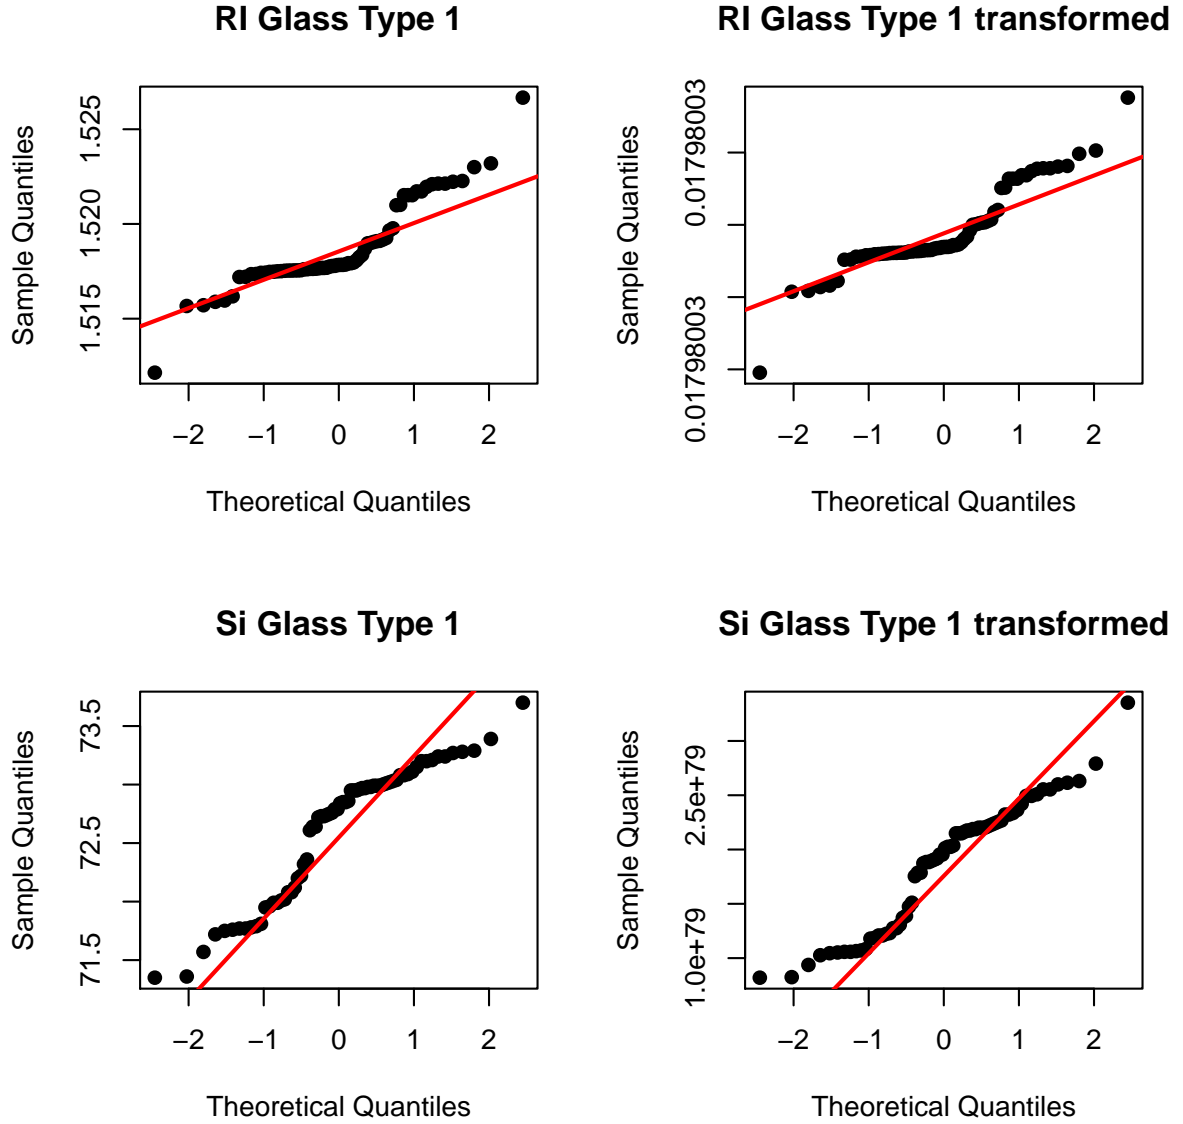 RI Glass Type 1
Sample Quantiles
1.525
1.520
1.515
−2 −1 0 1 2
Theoretical Quantiles
RI Glass Type 1 transformed
Sample Quantiles
0.01798003
0.01798003
−2 −1 0 1 2
Theoretical Quantiles
Si Glass Type 1
Sample Quantiles
73.5
72.5
71.5
−2 −1 0 1 2
Theoretical Quantiles
Si Glass Type 1 transformed
Sample Quantiles
2.5e+79
1.0e+79
−2 −1 0 1 2
Theoretical Quantiles